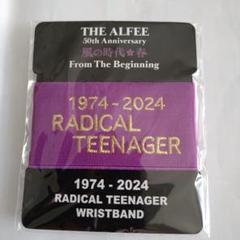 THE ALFEE
50th Anniversary
風の時代★春
From The Beginning
1974-2024
RADICAL
TEENAGER
1974 - 2024
RADICAL TEENAGER
WRISTBAND